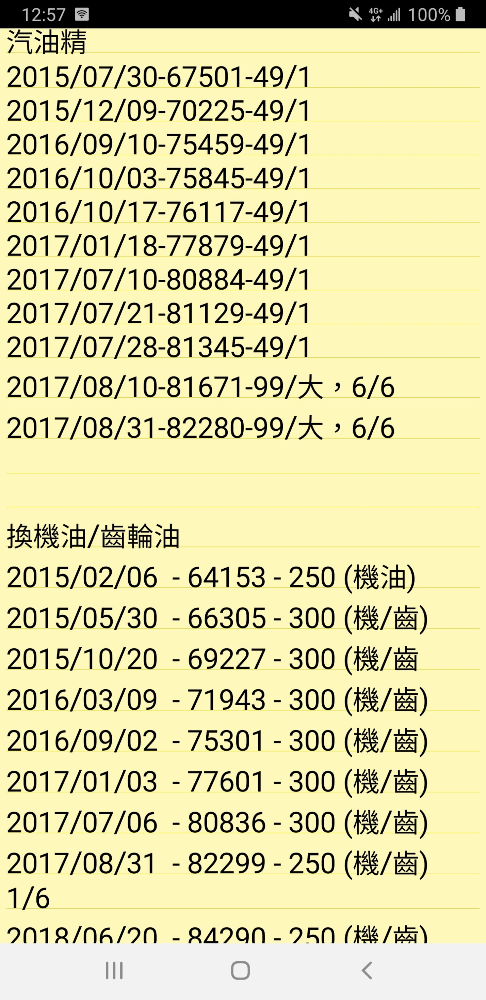 12:57 4G+ 100%
汽油精
2015/07/30-67501-49/1
2015/12/09-70225-49/1
2016/09/10-75459-49/1
2016/10/03-75845-49/1
2016/10/17-76117-49/1
2017/01/18-77879-49/1
2017/07/10-80884-49/1
2017/07/21-81129-49/1
2017/07/28-81345-49/1
2017/08/10-81671-99/大，6/6
2017/08/31-82280-99/大，6/6
換機油/齒輪油
2015/02/06  - 64153 - 250 (機油)
2015/05/30  - 66305 - 300 (機/齒)
2015/10/20  - 69227 - 300 (機/齒
2016/03/09  - 71943 - 300 (機/齒)
2016/09/02  - 75301 - 300 (機/齒)
2017/01/03  - 77601 - 300 (機/齒)
2017/07/06  - 80836 - 300 (機/齒)
2017/08/31  - 82299 - 250 (機/齒)
1/6
2018/06/20  - 84290 - 250 (機/齒)